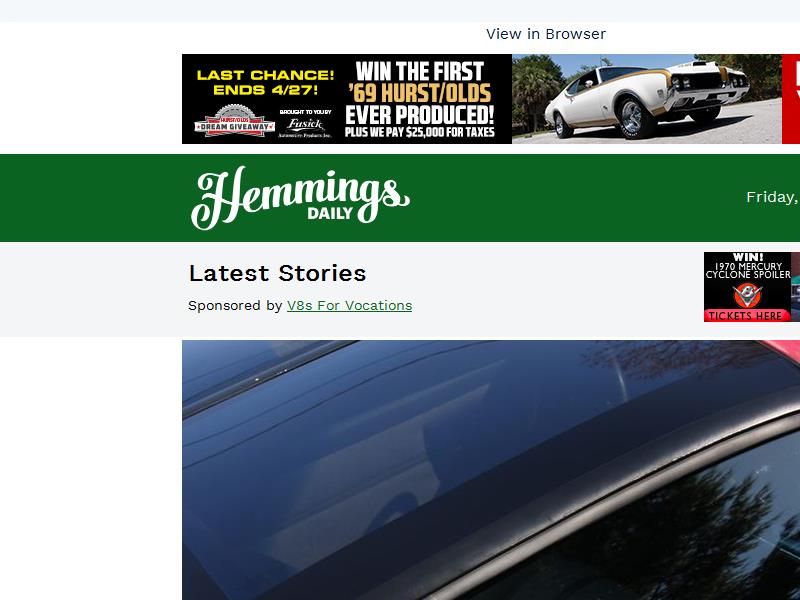 View in Browser
LAST CHANCE!
ENDS 4/27!
HURST/OLDS
DREAM GIVEAWAY
BROUGHT TO YOU BY
Fusick
Automotive Products Inc.
WIN THE FIRST
'69 HURST/OLDS
EVER PRODUCED!
PLUS WE PAY $25,000 FOR TAXES
Hemmings
DAILY
Friday,
Latest Stories
Sponsored by V8s For Vocations
WIN!
1970 MERCURY
CYCLONE SPOILER
TICKETS HERE